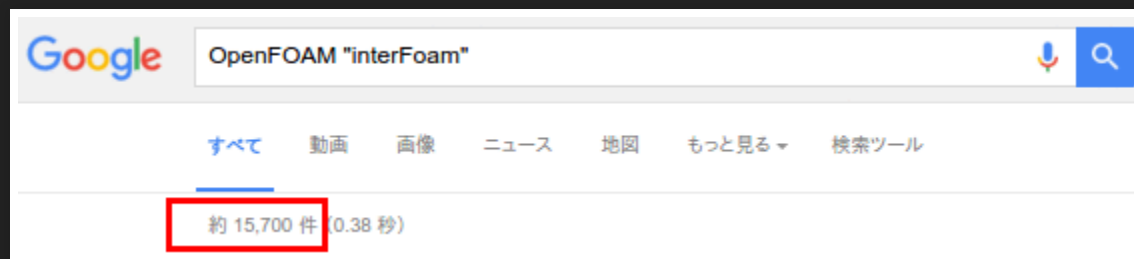 Google OpenFOAM "interFoam"
すべて 動画 画像 ニュース 地図 もっと見る 検索ツール
約 15,700 件 (0.38 秒)